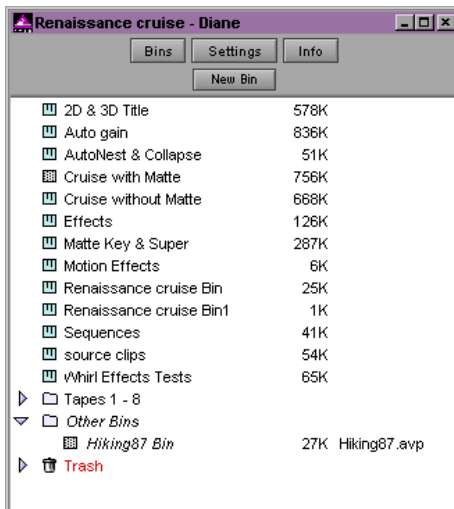 Renaissance cruise - Diane
Bins Settings Info
New Bin
2D & 3D Title 578K
Auto gain 836K
AutoNest & Collapse 51K
Cruise with Matte 756K
Cruise without Matte 668K
Effects 126K
Matte Key & Super 287K
Motion Effects 6K
Renaissance cruise Bin 25K
Renaissance cruise Bin1 1K
Sequences 41K
source clips 54K
Whirl Effects Tests 65K
Tapes 1 - 8
Other Bins
Hiking87 Bin 27K Hiking87.avp
Trash